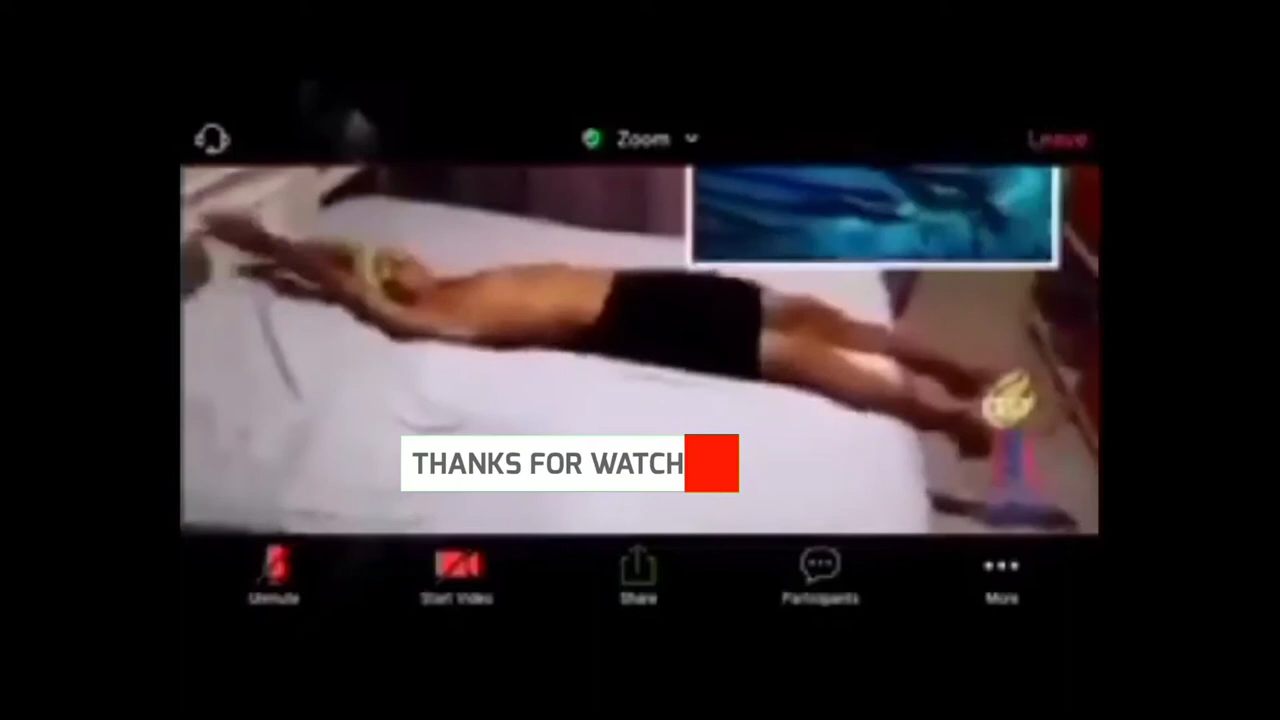 Zoom
Leave
THANKS FOR WATCH
Unmute
Start Video
Share
Participants
More